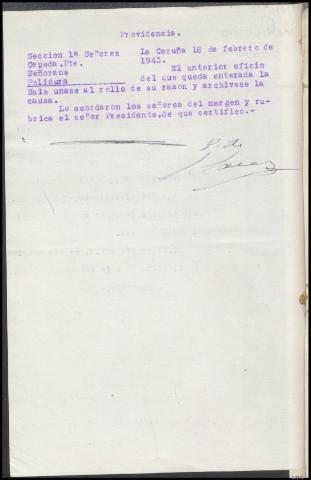 Providencia.
Seccion 1ª Señores La Coruña 18 de febrero de
Cepeda, Pte. 1943.
Señorans El anterior oficio
Polidura del que queda enterada la
Sala unase al rollo de su razon y archivese la
causa.
Lo acordaron los señores del margen y ru-
brica el señor Presidente, de que certifico.-